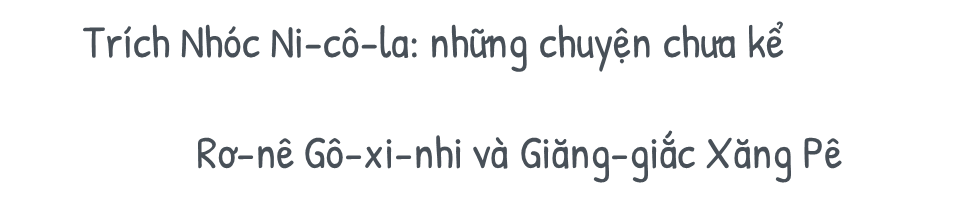 Trích Nhóc Ni-cô-la: những chuyện chưa kể
Rơ-nê Gô-xi-nhi và Giăng-giắc Xăng Pê